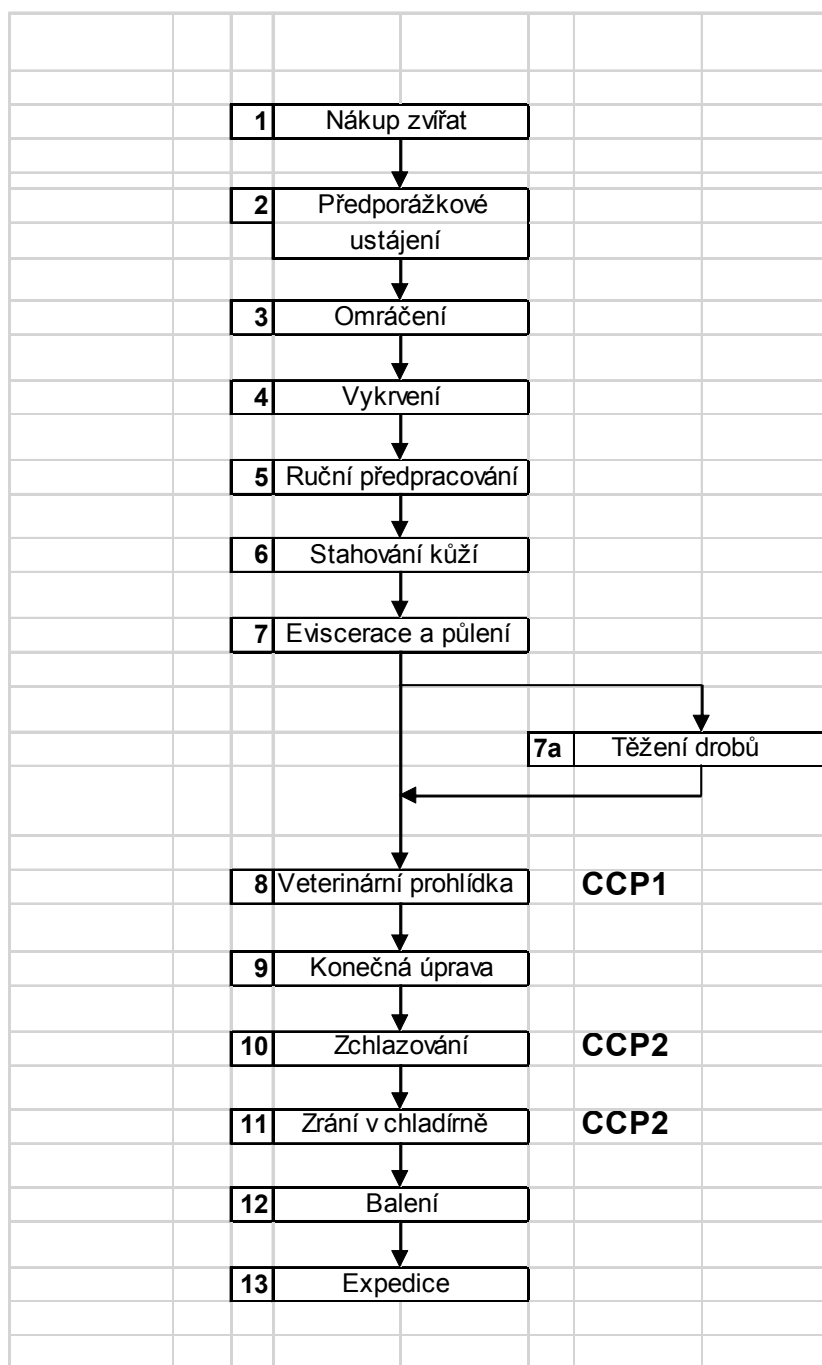 1 Nákup zvířat
2 Předporážkové
ustájení
3 Omráčení
4 Vykrvení
5 Ruční předpracování
6 Stahování kůží
7 Eviscerace a půlení
7a Těžení drobů
8 Veterinární prohlídka CCP1
9 Konečná úprava
10 Zchlazování CCP2
11 Zrání v chladírně CCP2
12 Balení
13 Expedice